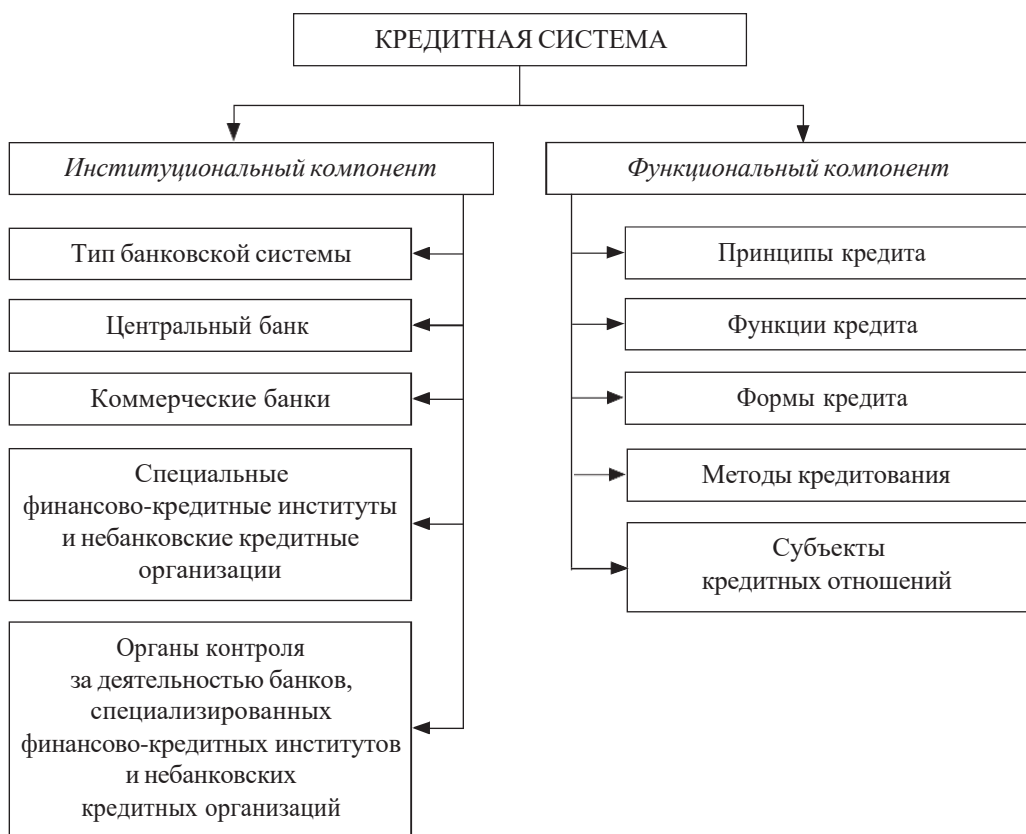 КРЕДИТНАЯ СИСТЕМА
Институциональный компонент
Тип банковской системы
Центральный банк
Коммерческие банки
Специальные
финансово-кредитные институты
и небанковские кредитные
организации
Органы контроля
за деятельностью банков,
специализированных
финансово-кредитных институтов
и небанковских
кредитных организаций
Функциональный компонент
Принципы кредита
Функции кредита
Формы кредита
Методы кредитования
Субъекты
кредитных отношений